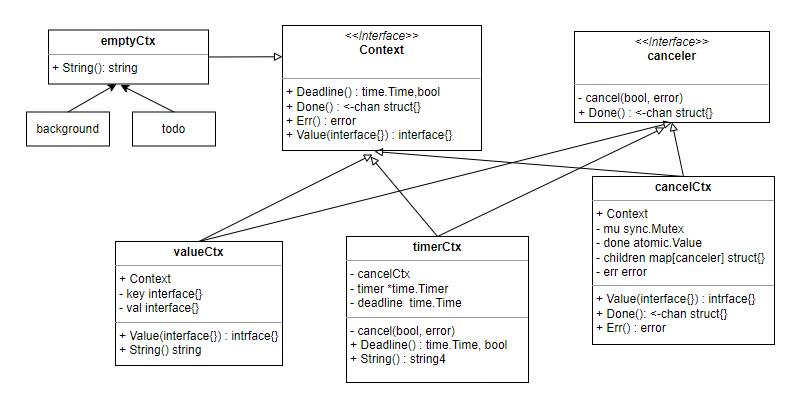 emptyCtx
+ String(): string
background
todo
<<Interface>>
Context
+ Deadline() : time.Time,bool
+ Done() : <-chan struct{}
+ Err() : error
+ Value(interface{}) : interface{}
<<Interface>>
canceler
- cancel(bool, error)
+ Done() : <-chan struct{}
valueCtx
+ Context
- key interface{}
- val interface{}
+ Value(interface{}) : intrface{}
+ String() string
timerCtx
- cancelCtx
- timer *time.Timer
- deadline time.Time
- cancel(bool, error)
+ Deadline() : time.Time, bool
+ String() : string4
cancelCtx
+ Context
- mu sync.Mutex
- done atomic.Value
- children map[canceler] struct{}
- err error
+ Value(interface{}) : intrface{}
+ Done(): <-chan struct{}
+ Err() : error